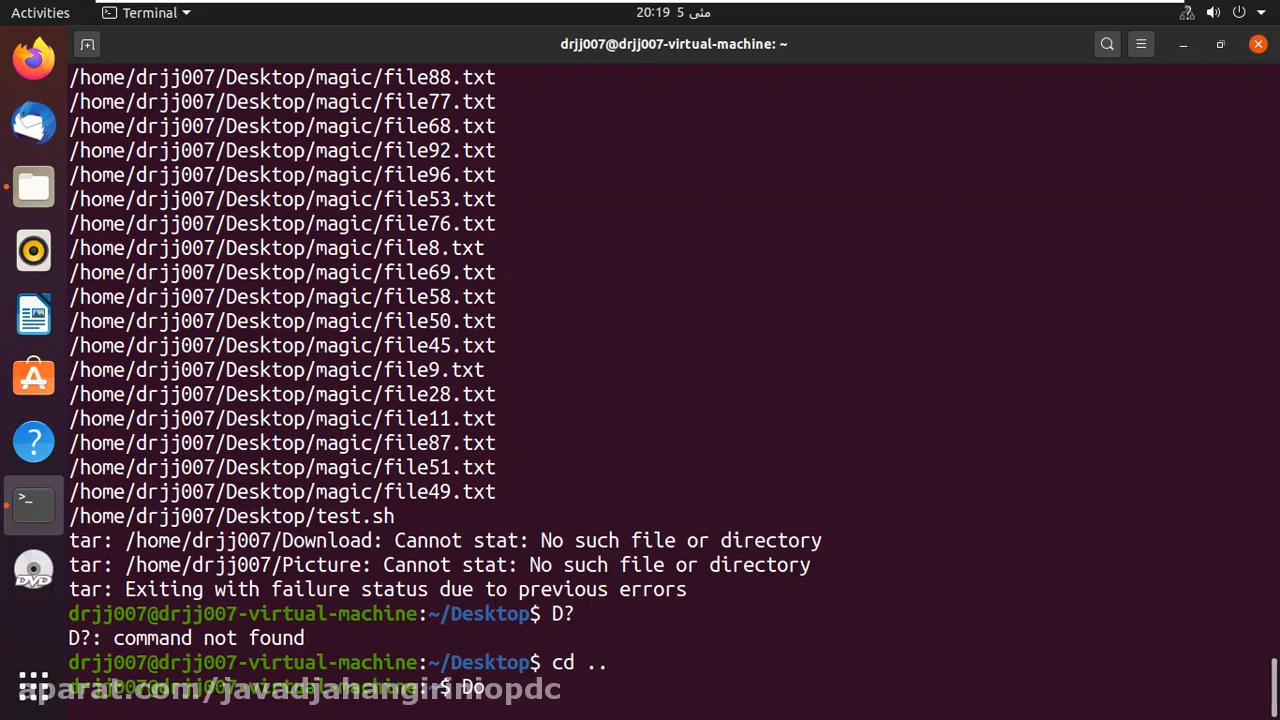 Activities
Terminal
مئی 5 20:19
drjj007@drjj007-virtual-machine: ~
/home/drjj007/Desktop/magic/file88.txt
/home/drjj007/Desktop/magic/file77.txt
/home/drjj007/Desktop/magic/file68.txt
/home/drjj007/Desktop/magic/file92.txt
/home/drjj007/Desktop/magic/file96.txt
/home/drjj007/Desktop/magic/file53.txt
/home/drjj007/Desktop/magic/file76.txt
/home/drjj007/Desktop/magic/file8.txt
/home/drjj007/Desktop/magic/file69.txt
/home/drjj007/Desktop/magic/file58.txt
/home/drjj007/Desktop/magic/file50.txt
/home/drjj007/Desktop/magic/file45.txt
/home/drjj007/Desktop/magic/file9.txt
/home/drjj007/Desktop/magic/file28.txt
/home/drjj007/Desktop/magic/file11.txt
/home/drjj007/Desktop/magic/file87.txt
/home/drjj007/Desktop/magic/file51.txt
/home/drjj007/Desktop/magic/file49.txt
/home/drjj007/Desktop/test.sh
tar: /home/drjj007/Download: Cannot stat: No such file or directory
tar: /home/drjj007/Picture: Cannot stat: No such file or directory
tar: Exiting with failure status due to previous errors
drjj007@drjj007-virtual-machine:~/Desktop$ D?
D?: command not found
drjj007@drjj007-virtual-machine:~/Desktop$ cd ..
drjj007@drjj007-virtual-machine:~$ Do
aparat.com/javadjahangirininiopdc